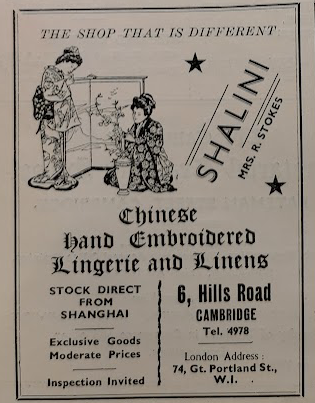 THE SHOP THAT IS DIFFERENT
SHALINI
MRS. R. STOKES
Chinese
Hand Embroidered
Lingerie and Linens
STOCK DIRECT
FROM
SHANGHAI
Exclusive Goods
Moderate Prices
Inspection Invited
6, Hills Road
CAMBRIDGE
Tel. 4978
London Address :
74, Gt. Portland St.,
W.I.